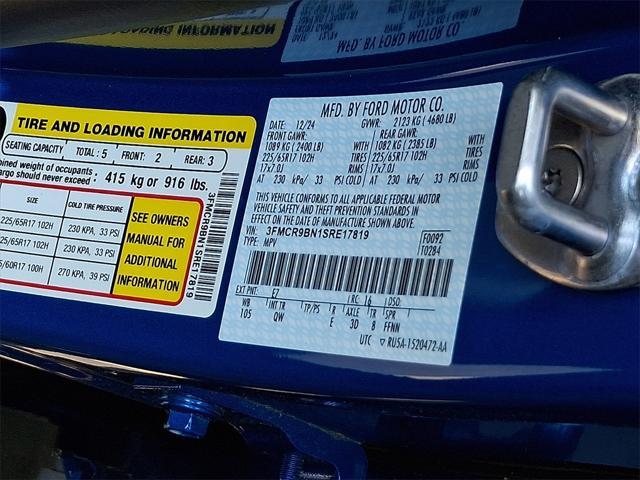 TIRE AND LOADING INFORMATION
SEATING CAPACITY TOTAL : 5 FRONT: 2 REAR: 3
bined weight of occupants
argo should never exceed : 415 kg or 916 lbs.
SIZE COLD TIRE PRESSURE
225/65R17 102H 230 KPA, 33 PSI
225/65R17 102H 230 KPA, 33 PSI
/60R17 100H 270 KPA, 39 PSI
SEE OWNERS
MANUAL FOR
ADDITIONAL
INFORMATION
3FMCR9BN1SRE17819
MFD. BY FORD MOTOR CO.
DATE: 12/24 GVWR: 2123 KG ( 4680 LB)
FRONT GAWR: REAR GAWR:
1089 KG ( 2400 LB) WITH 1082 KG ( 2385 LB) WITH
225/65R17 102H TIRES 225/65R17 102H TIRES
17x7.0J RIMS 17x7.0J RIMS
AT 230 kPa/ 33 PSI COLD AT 230 kPa/ 33 PSI COLD
THIS VEHICLE CONFORMS TO ALL APPLICABLE FEDERAL MOTOR
VEHICLE SAFETY AND THEFT PREVENTION STANDARDS IN
EFFECT ON THE DATE OF MANUFACTURE SHOWN ABOVE.
VIN: 3FMCR9BN1SRE17819
TYPE: MPV
F0092
T0284
EXT PNT: E7 RC: 16 DSO:
WB INT TR TP/PS R AXLE TR SPR
105 QW E 3D 8 FFNN
UTC ▽ RU5A-1520472-AA